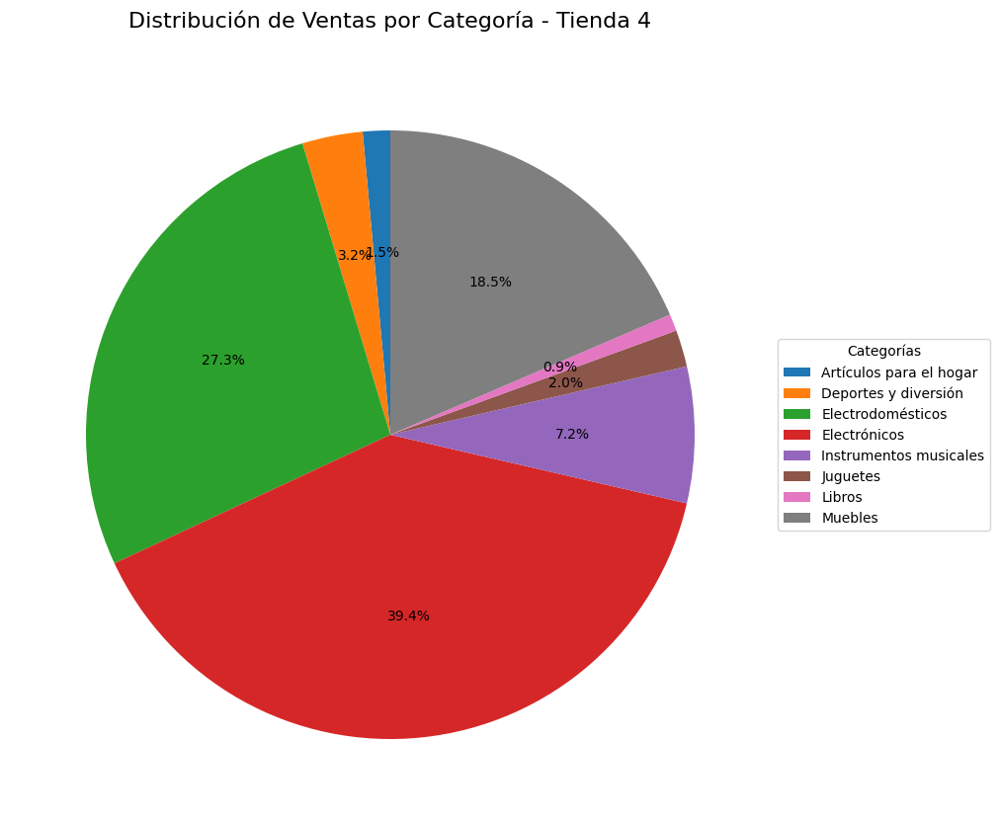 Distribución de Ventas por Categoría - Tienda 4
3.2%
1.5%
18.5%
27.3%
0.9%
2.0%
7.2%
39.4%
Categorías
Artículos para el hogar
Deportes y diversión
Electrodomésticos
Electrónicos
Instrumentos musicales
Juguetes
Libros
Muebles